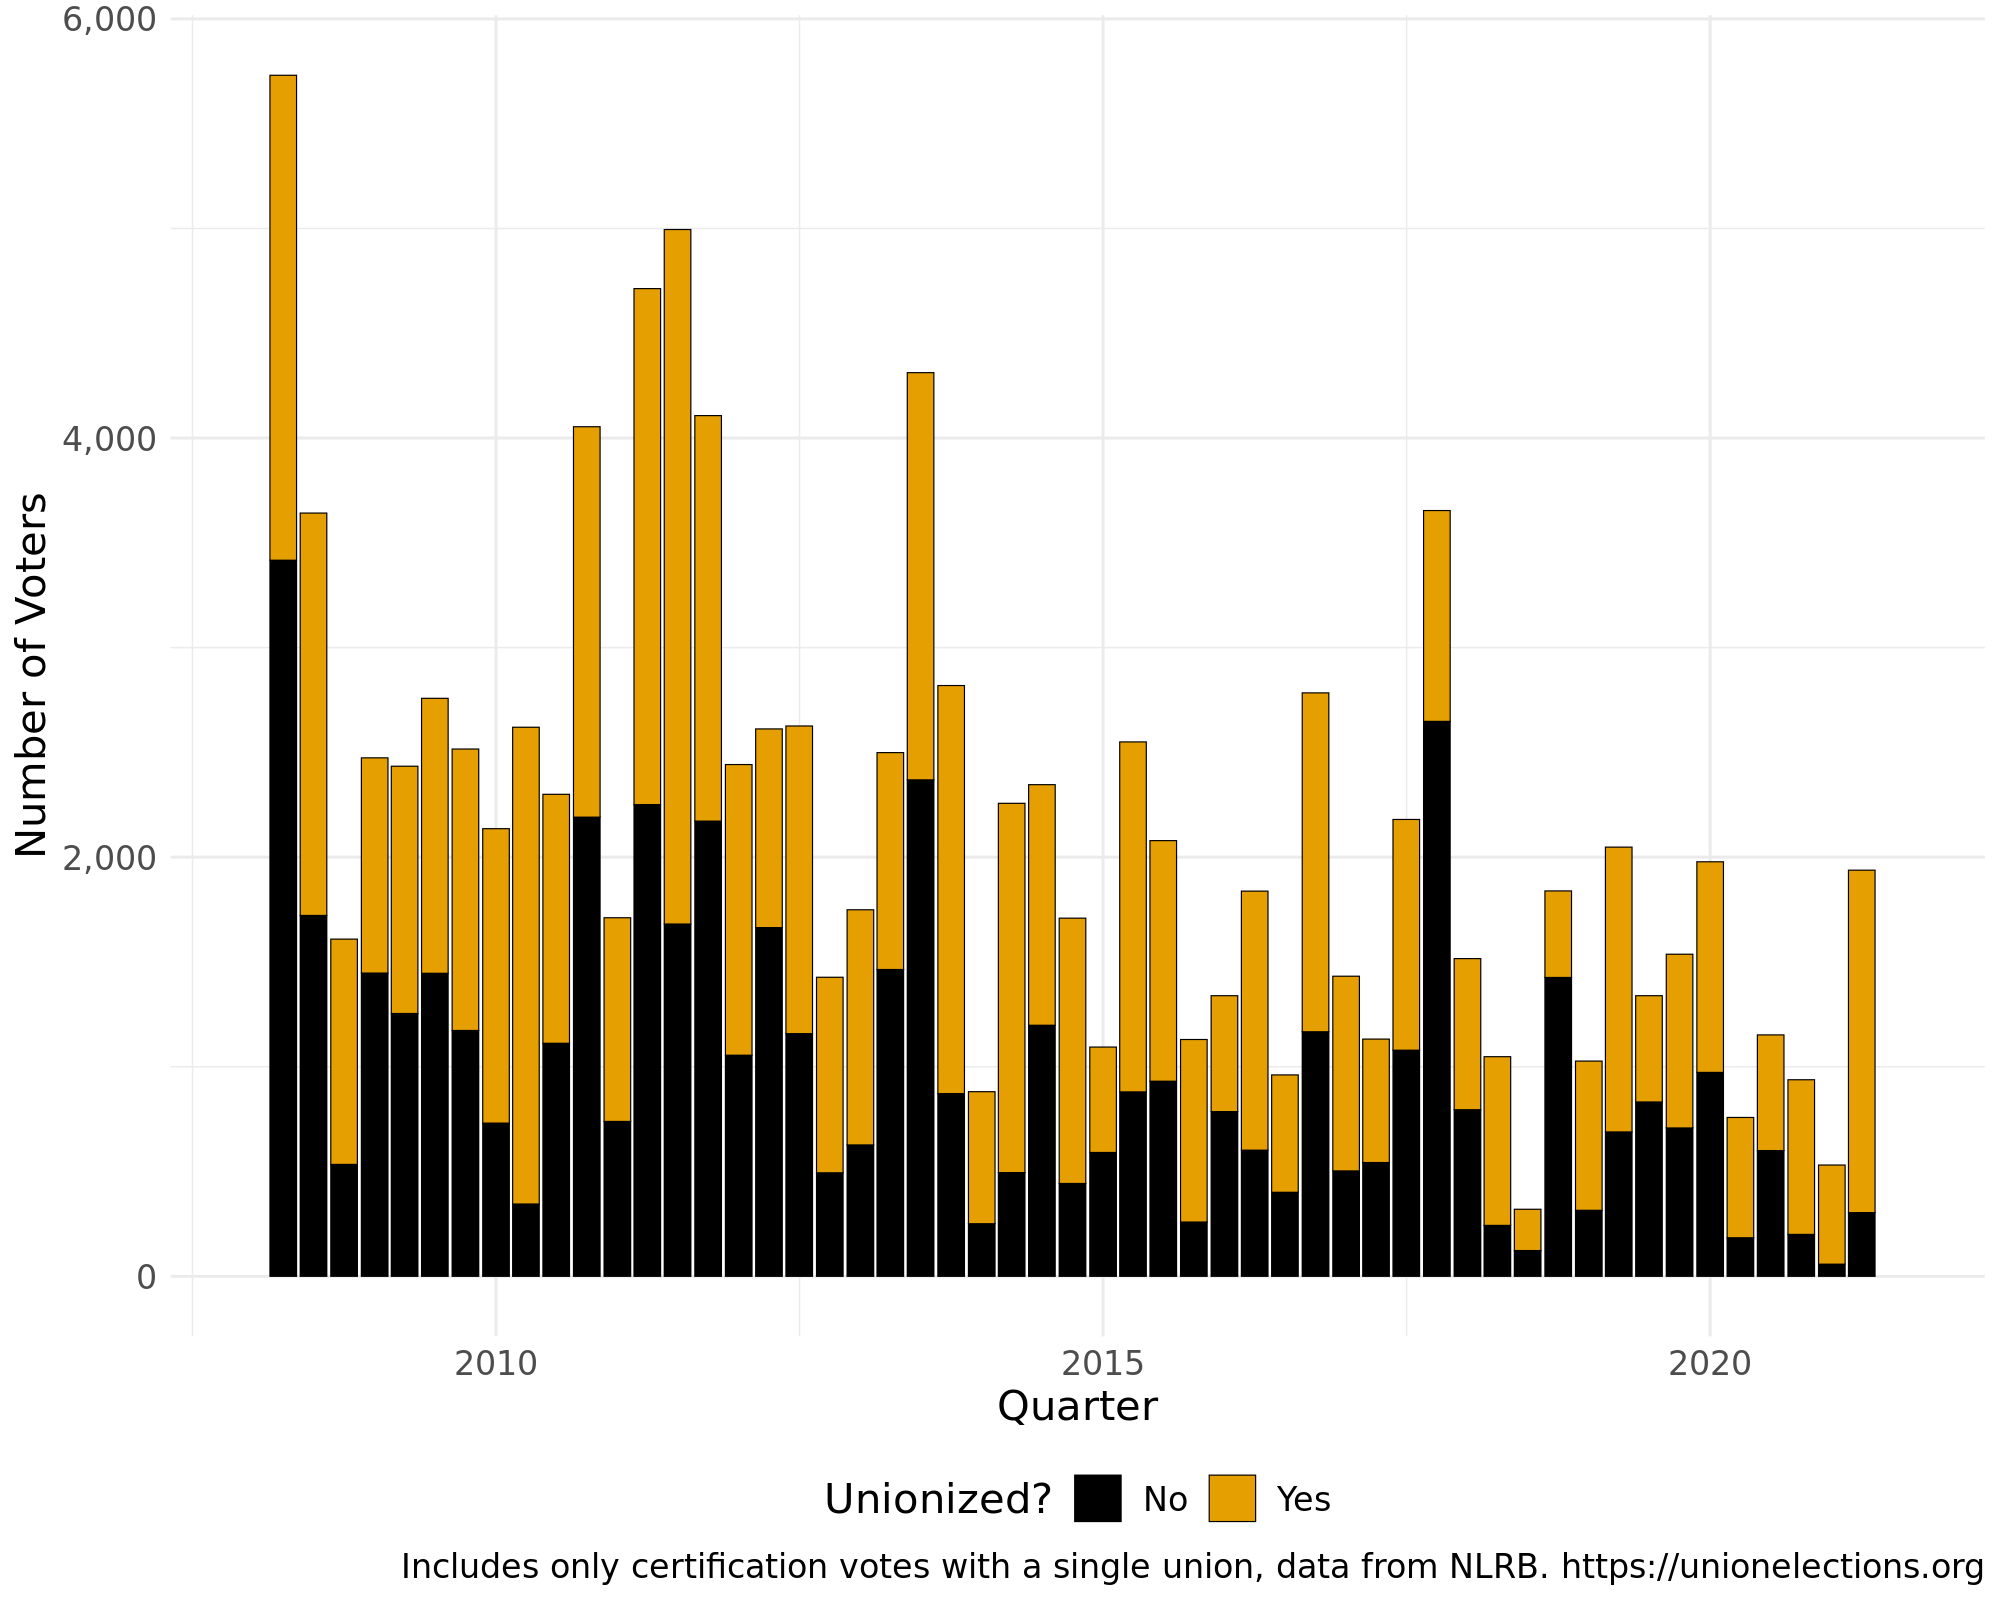 6,000
4,000
2,000
0
Number of Voters
2010
2015
2020
Quarter
Unionized?
No
Yes
Includes only certification votes with a single union, data from NLRB. https://unionelections.org